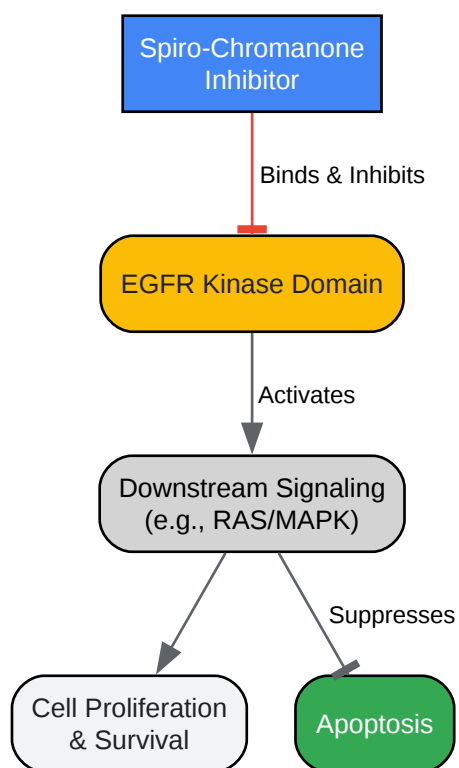 Spiro-Chromanone
Inhibitor
Binds & Inhibits
EGFR Kinase Domain
Activates
Downstream Signaling
(e.g., RAS/MAPK)
Suppresses
Cell Proliferation
& Survival
Apoptosis